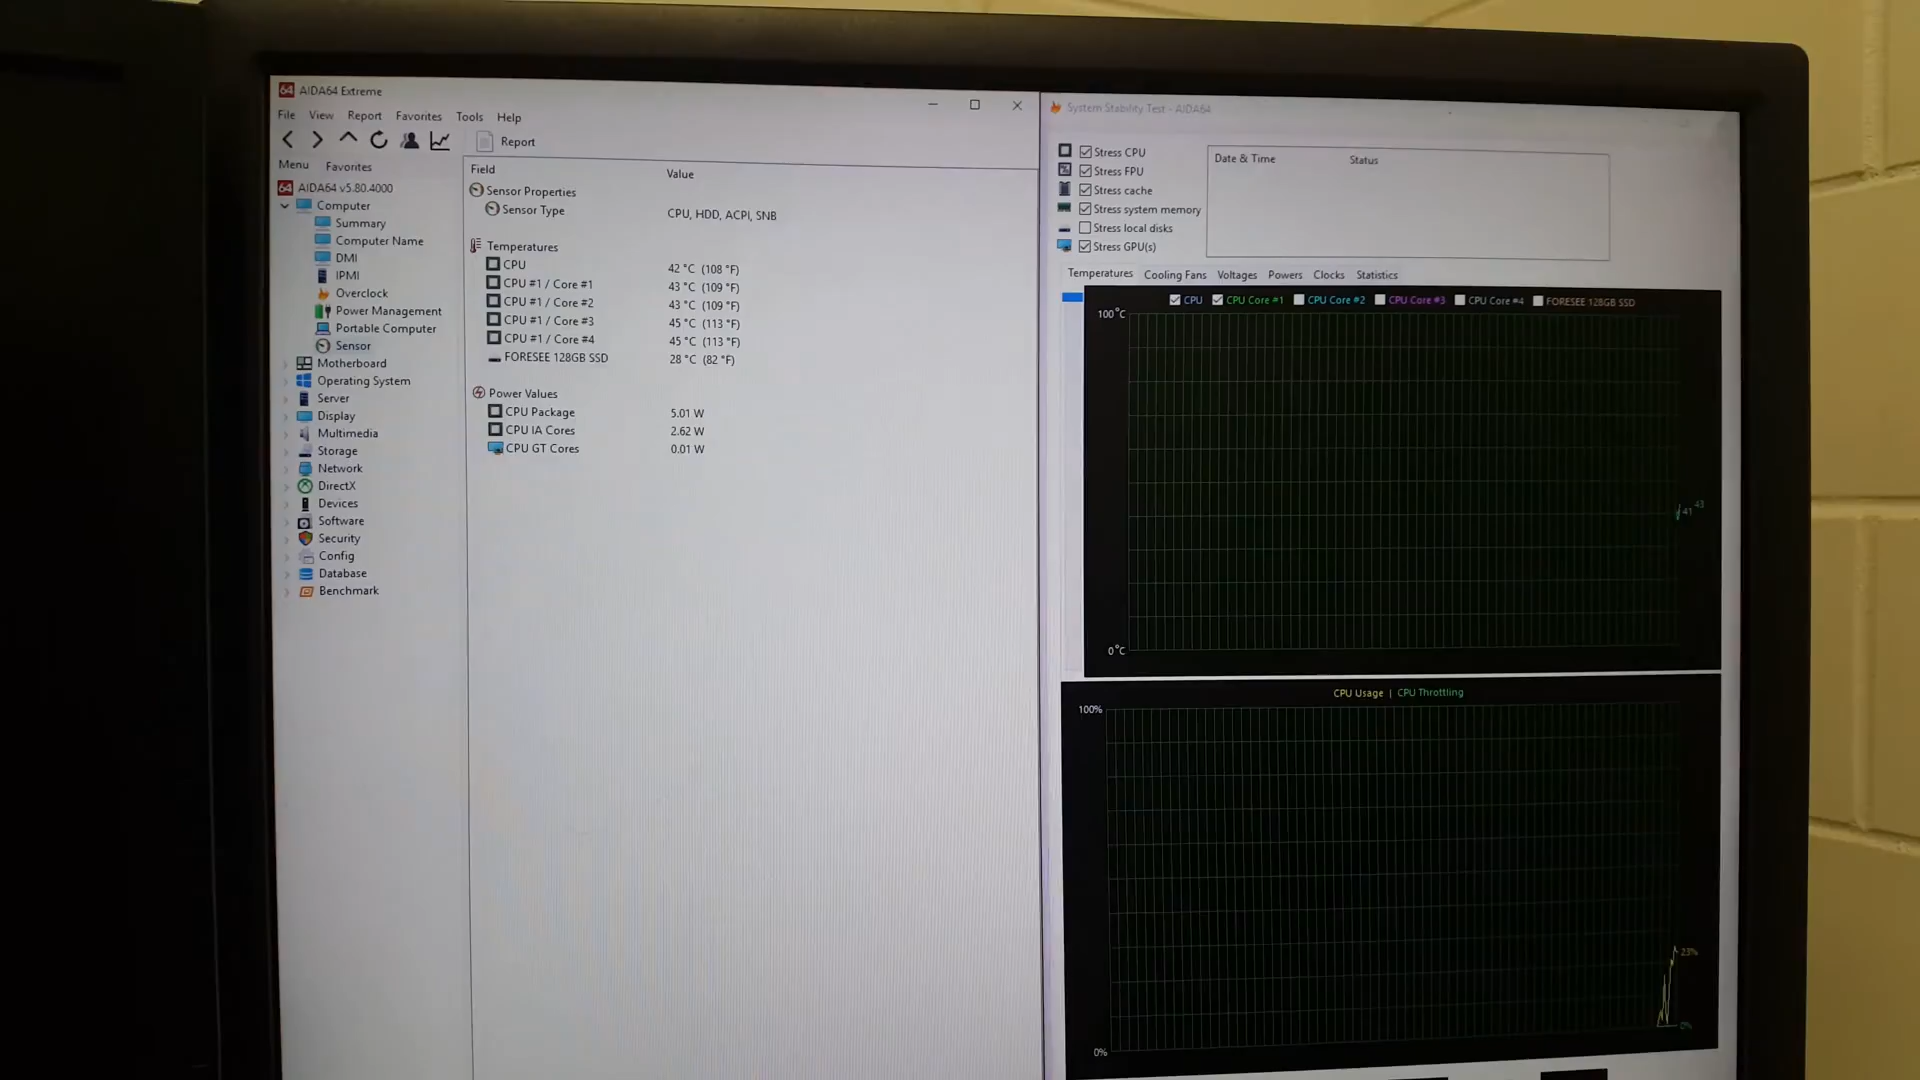 AIDA64 Extreme
File View Report Favorites Tools Help
Report
Menu Favorites
AIDA64 v5.80.4000
Computer
Summary
Computer Name
DMI
IPMI
Overclock
Power Management
Portable Computer
Sensor
Motherboard
Operating System
Server
Display
Multimedia
Storage
Network
DirectX
Devices
Software
Security
Config
Database
Benchmark
Field Value
Sensor Properties
Sensor Type CPU, HDD, ACPI, SNB
Temperatures
CPU 42 °C (108 °F)
CPU #1 / Core #1 43 °C (109 °F)
CPU #1 / Core #2 43 °C (109 °F)
CPU #1 / Core #3 45 °C (113 °F)
CPU #1 / Core #4 45 °C (113 °F)
FORESEE 128GB SSD 28 °C (82 °F)
Power Values
CPU Package 5.01 W
CPU IA Cores 2.62 W
CPU GT Cores 0.01 W
System Stability Test - AIDA64
Stress CPU
Stress FPU
Stress cache
Stress system memory
Stress local disks
Stress GPU(s)
Date & Time Status
Temperatures Cooling Fans Voltages Powers Clocks Statistics
CPU CPU Core #1 CPU Core #2 CPU Core #3 CPU Core #4 FORESEE 128GB SSD
100°C
43
41
0°C
CPU Usage | CPU Throttling
100%
23%
0%
0%
64
64